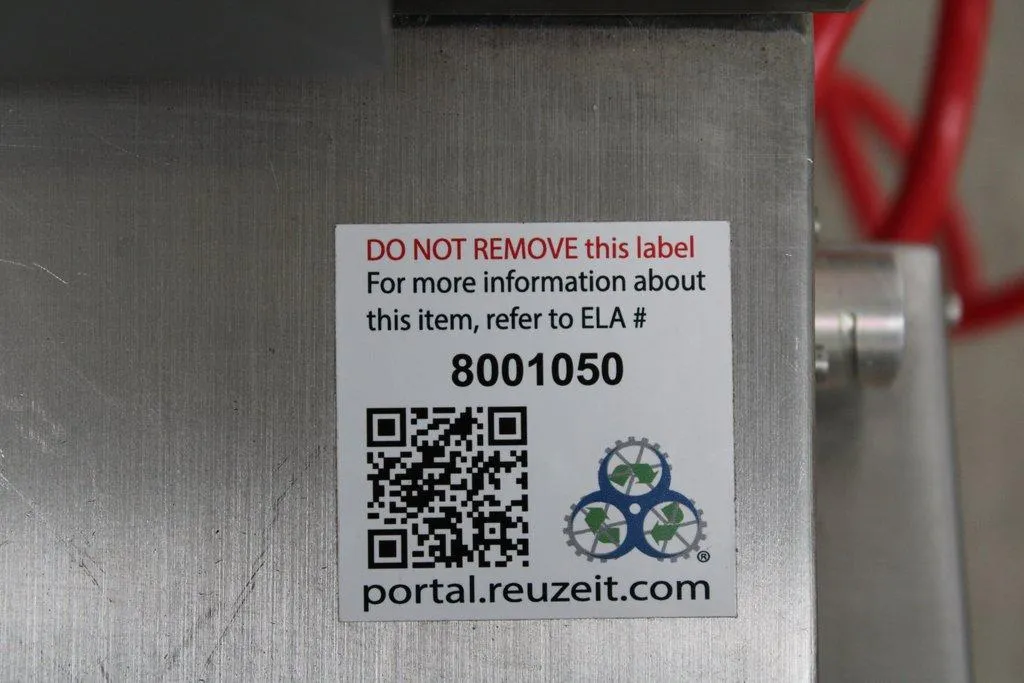 DO NOT REMOVE this label
For more information about
this item, refer to ELA #
8001050
®
portal.reuzeit.com